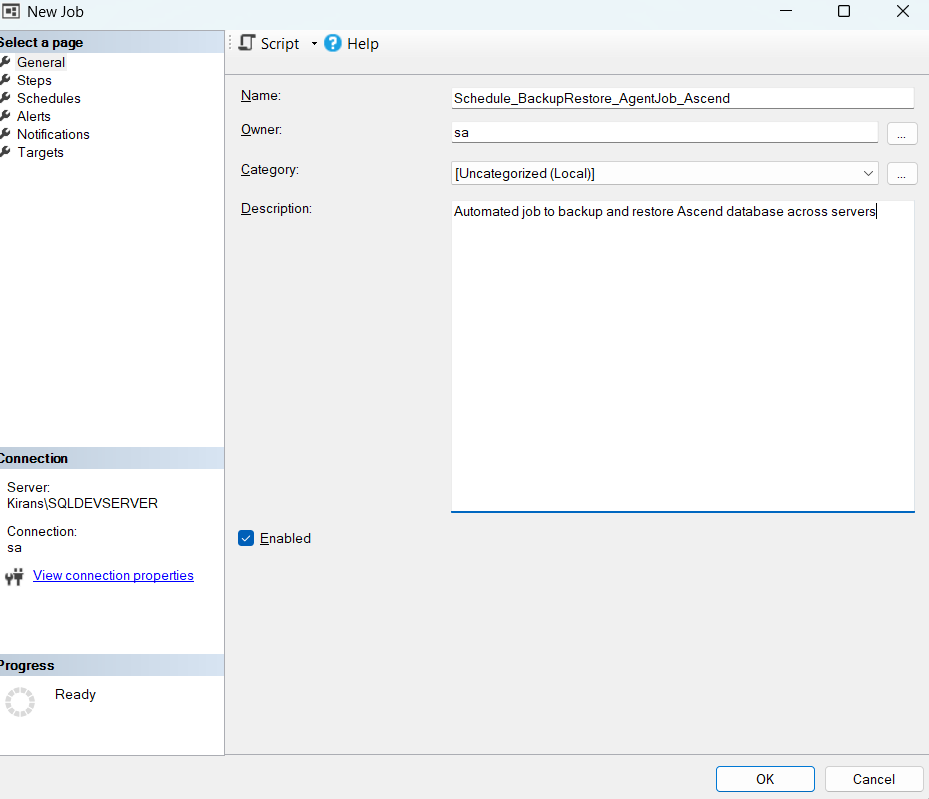 New Job
Select a page
General
Steps
Schedules
Alerts
Notifications
Targets
Script
Help
Name:
Schedule_BackupRestore_AgentJob_Ascend
Owner:
sa
...
Category:
[Uncategorized (Local)]
...
Description:
Automated job to backup and restore Ascend database across servers
Enabled
Connection
Server:
Kirans\SQLDEVSERVER
Connection:
sa
View connection properties
Progress
Ready
OK
Cancel